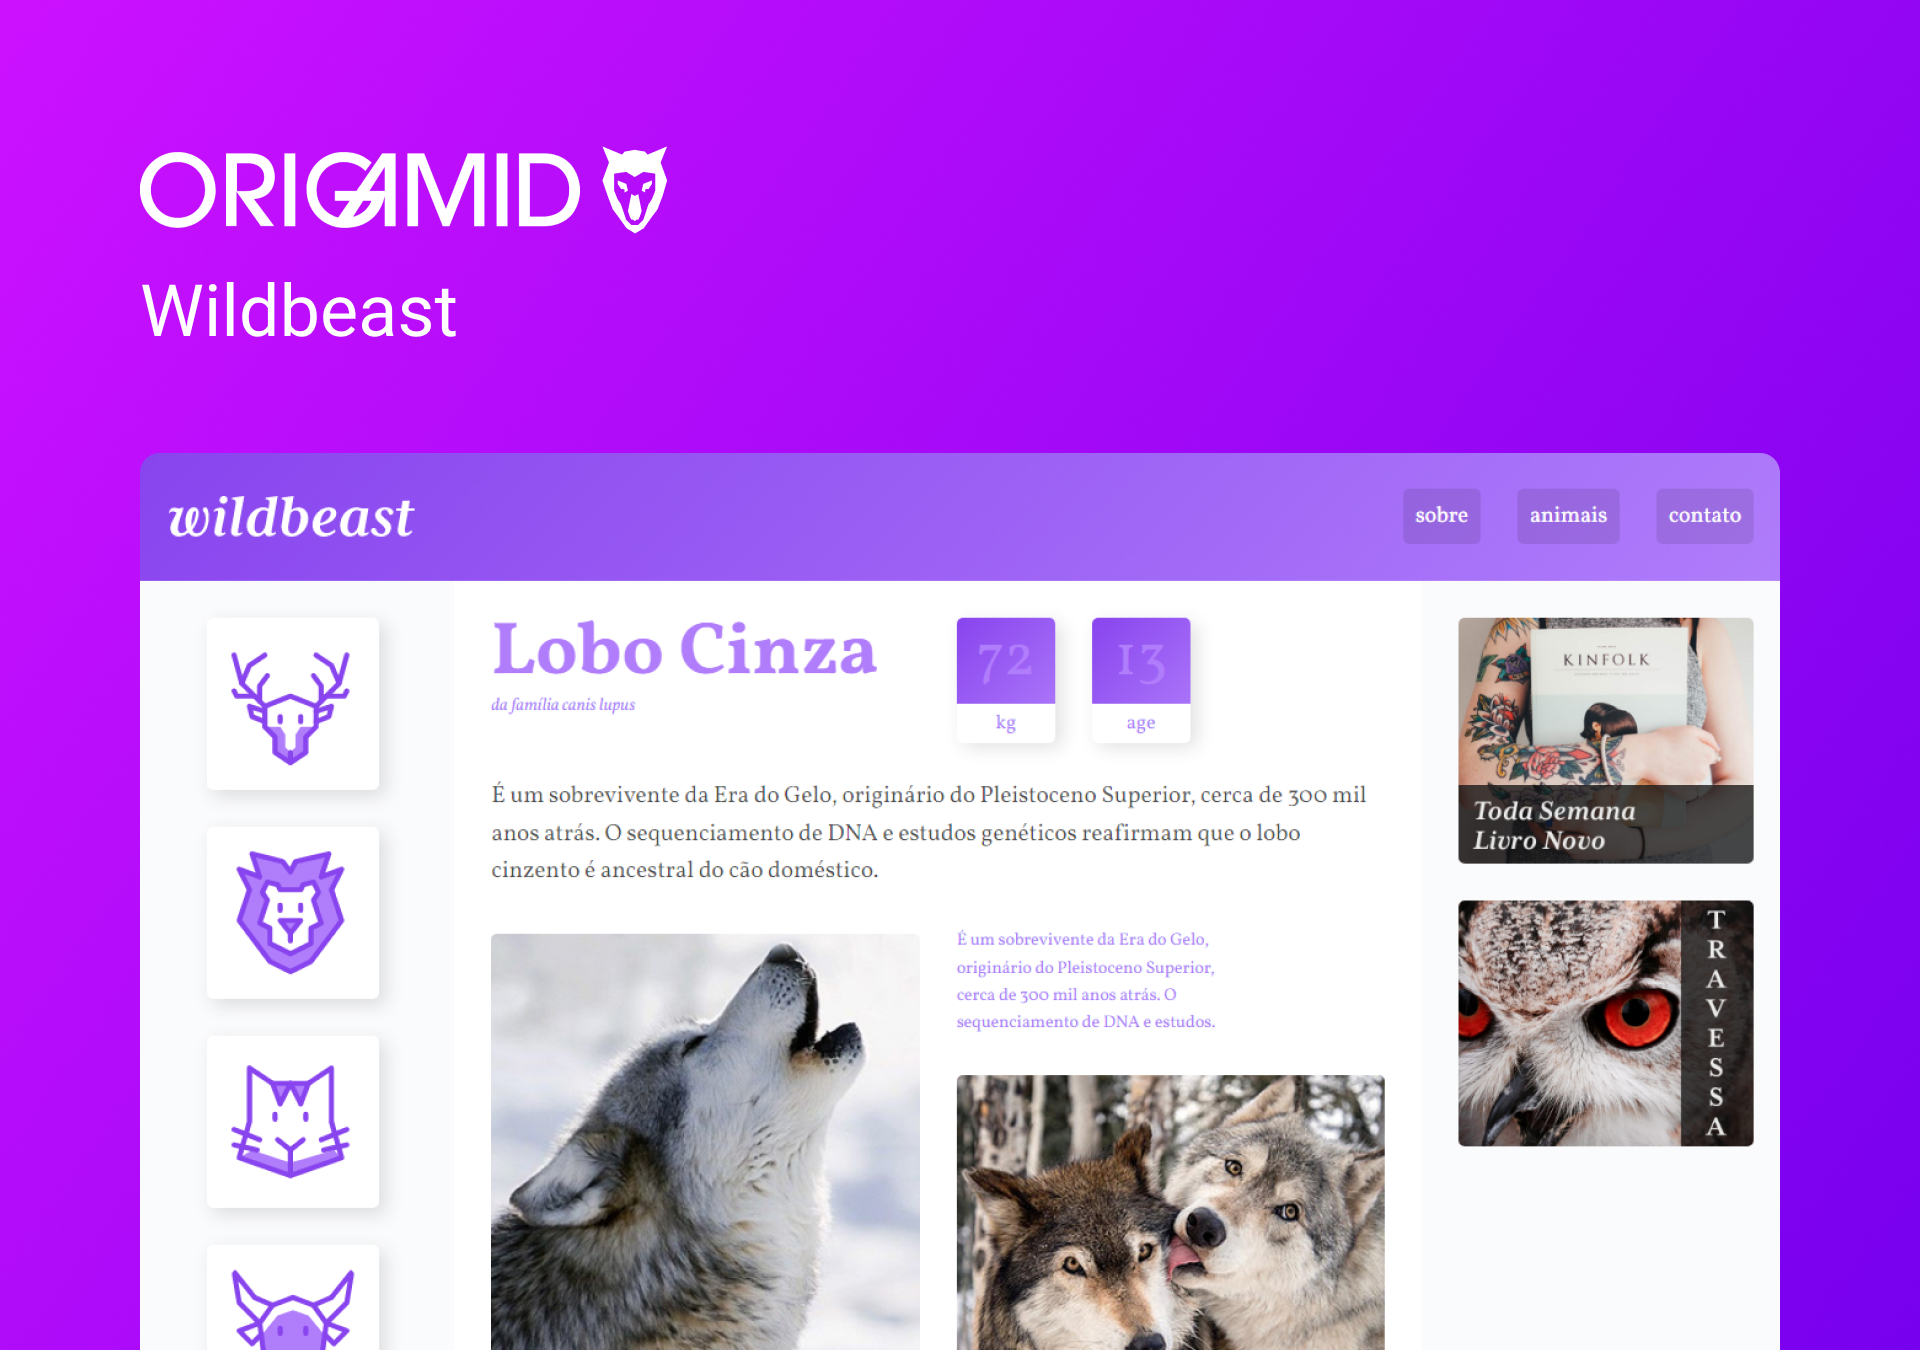 ORIGAMID
Wildbeast
wildbeast
sobre
animais
contato
Lobo Cinza
da família canis lupus
72
kg
13
age
É um sobrevivente da Era do Gelo, originário do Pleistoceno Superior, cerca de 300 mil
anos atrás. O sequenciamento de DNA e estudos genéticos reafirmam que o lobo
cinzento é ancestral do cão doméstico.
É um sobrevivente da Era do Gelo,
originário do Pleistoceno Superior,
cerca de 300 mil anos atrás. O
sequenciamento de DNA e estudos.
KINFOLK
Toda Semana
Livro Novo
TRAVESSA